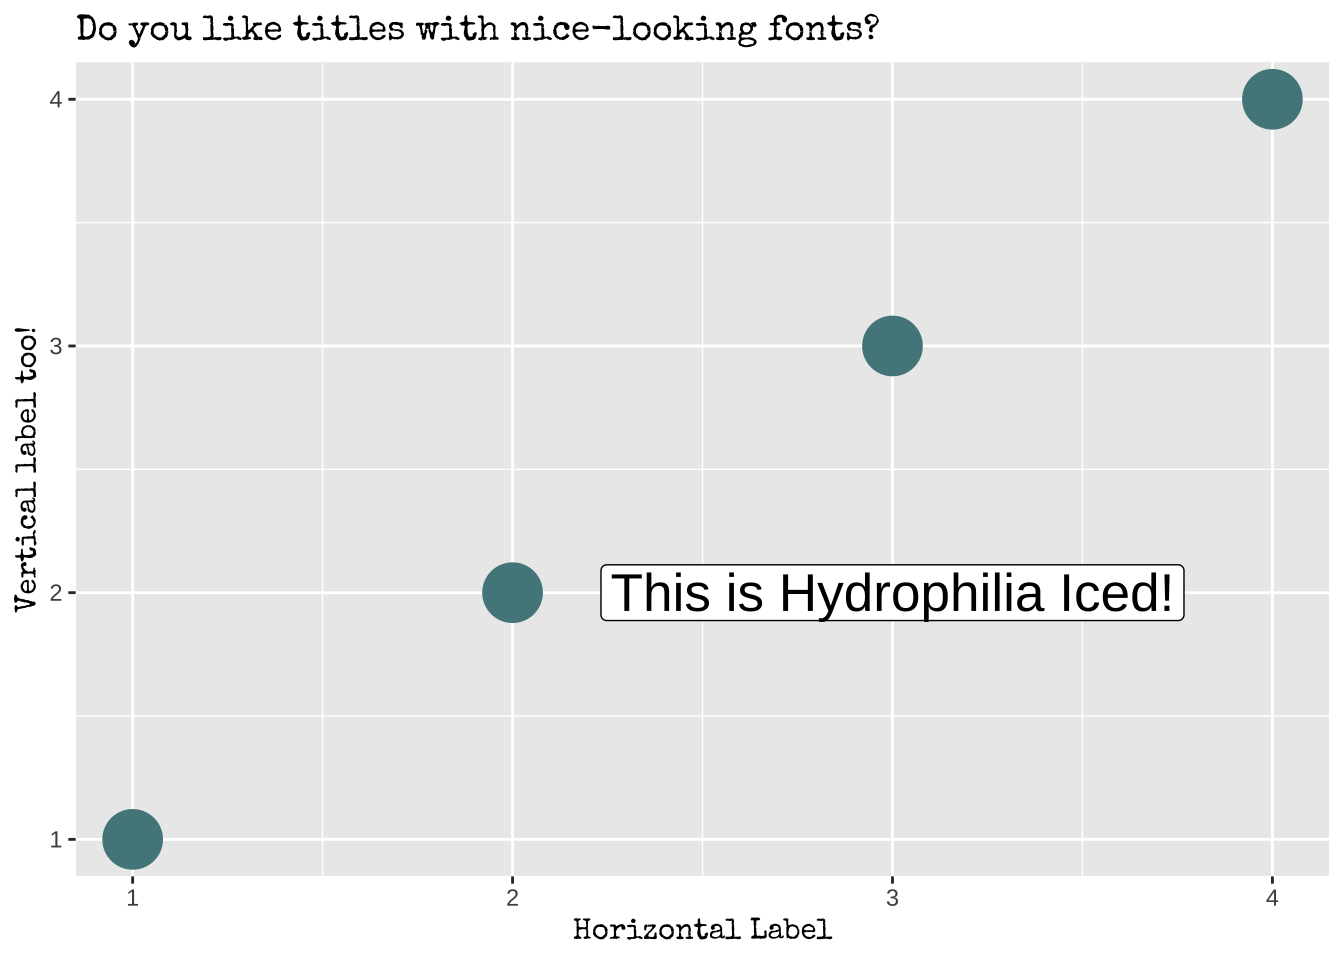 Do you like titles with nice-looking fonts?
Vertical label too!
4
3
2
1
This is Hydrophilia Iced!
1 2 3 4
Horizontal Label